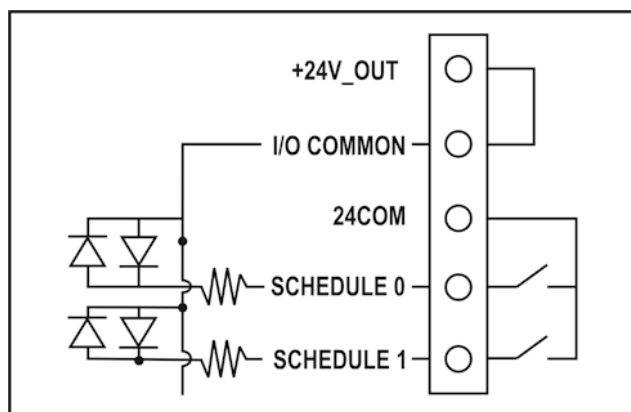 +24V_OUT
I/O COMMON
24COM
SCHEDULE 0
SCHEDULE 1